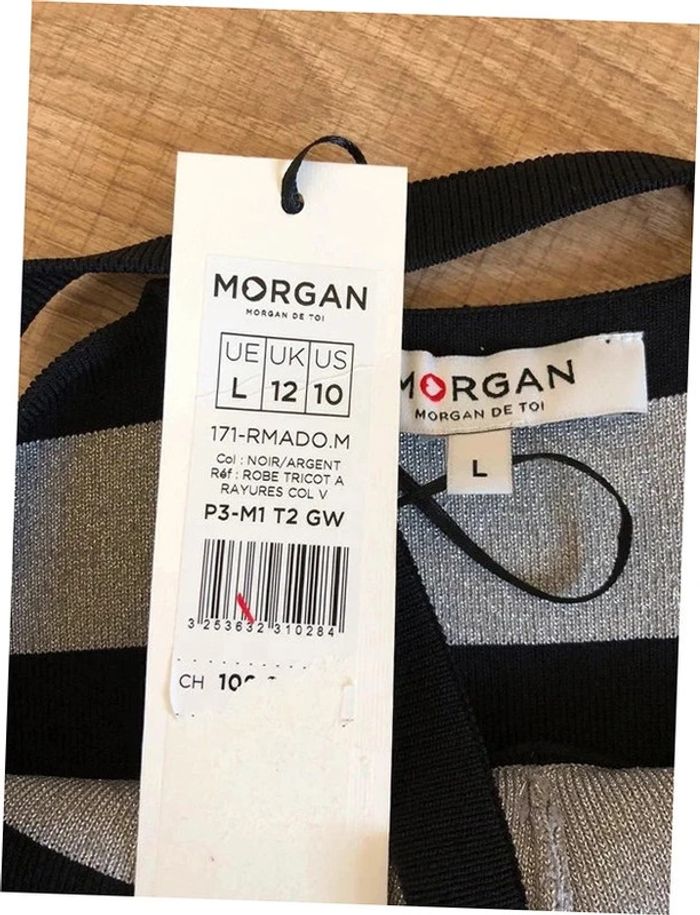 MORGAN
MORGAN DE TOI
UE UK US
L 12 10
171-RMADO.M
Col : NOIR/ARGENT
Réf : ROBE TRICOT A
RAYURES COL V
P3-M1 T2 GW
3 253632 310284
CH
MORGAN
MORGAN DE TOI
L